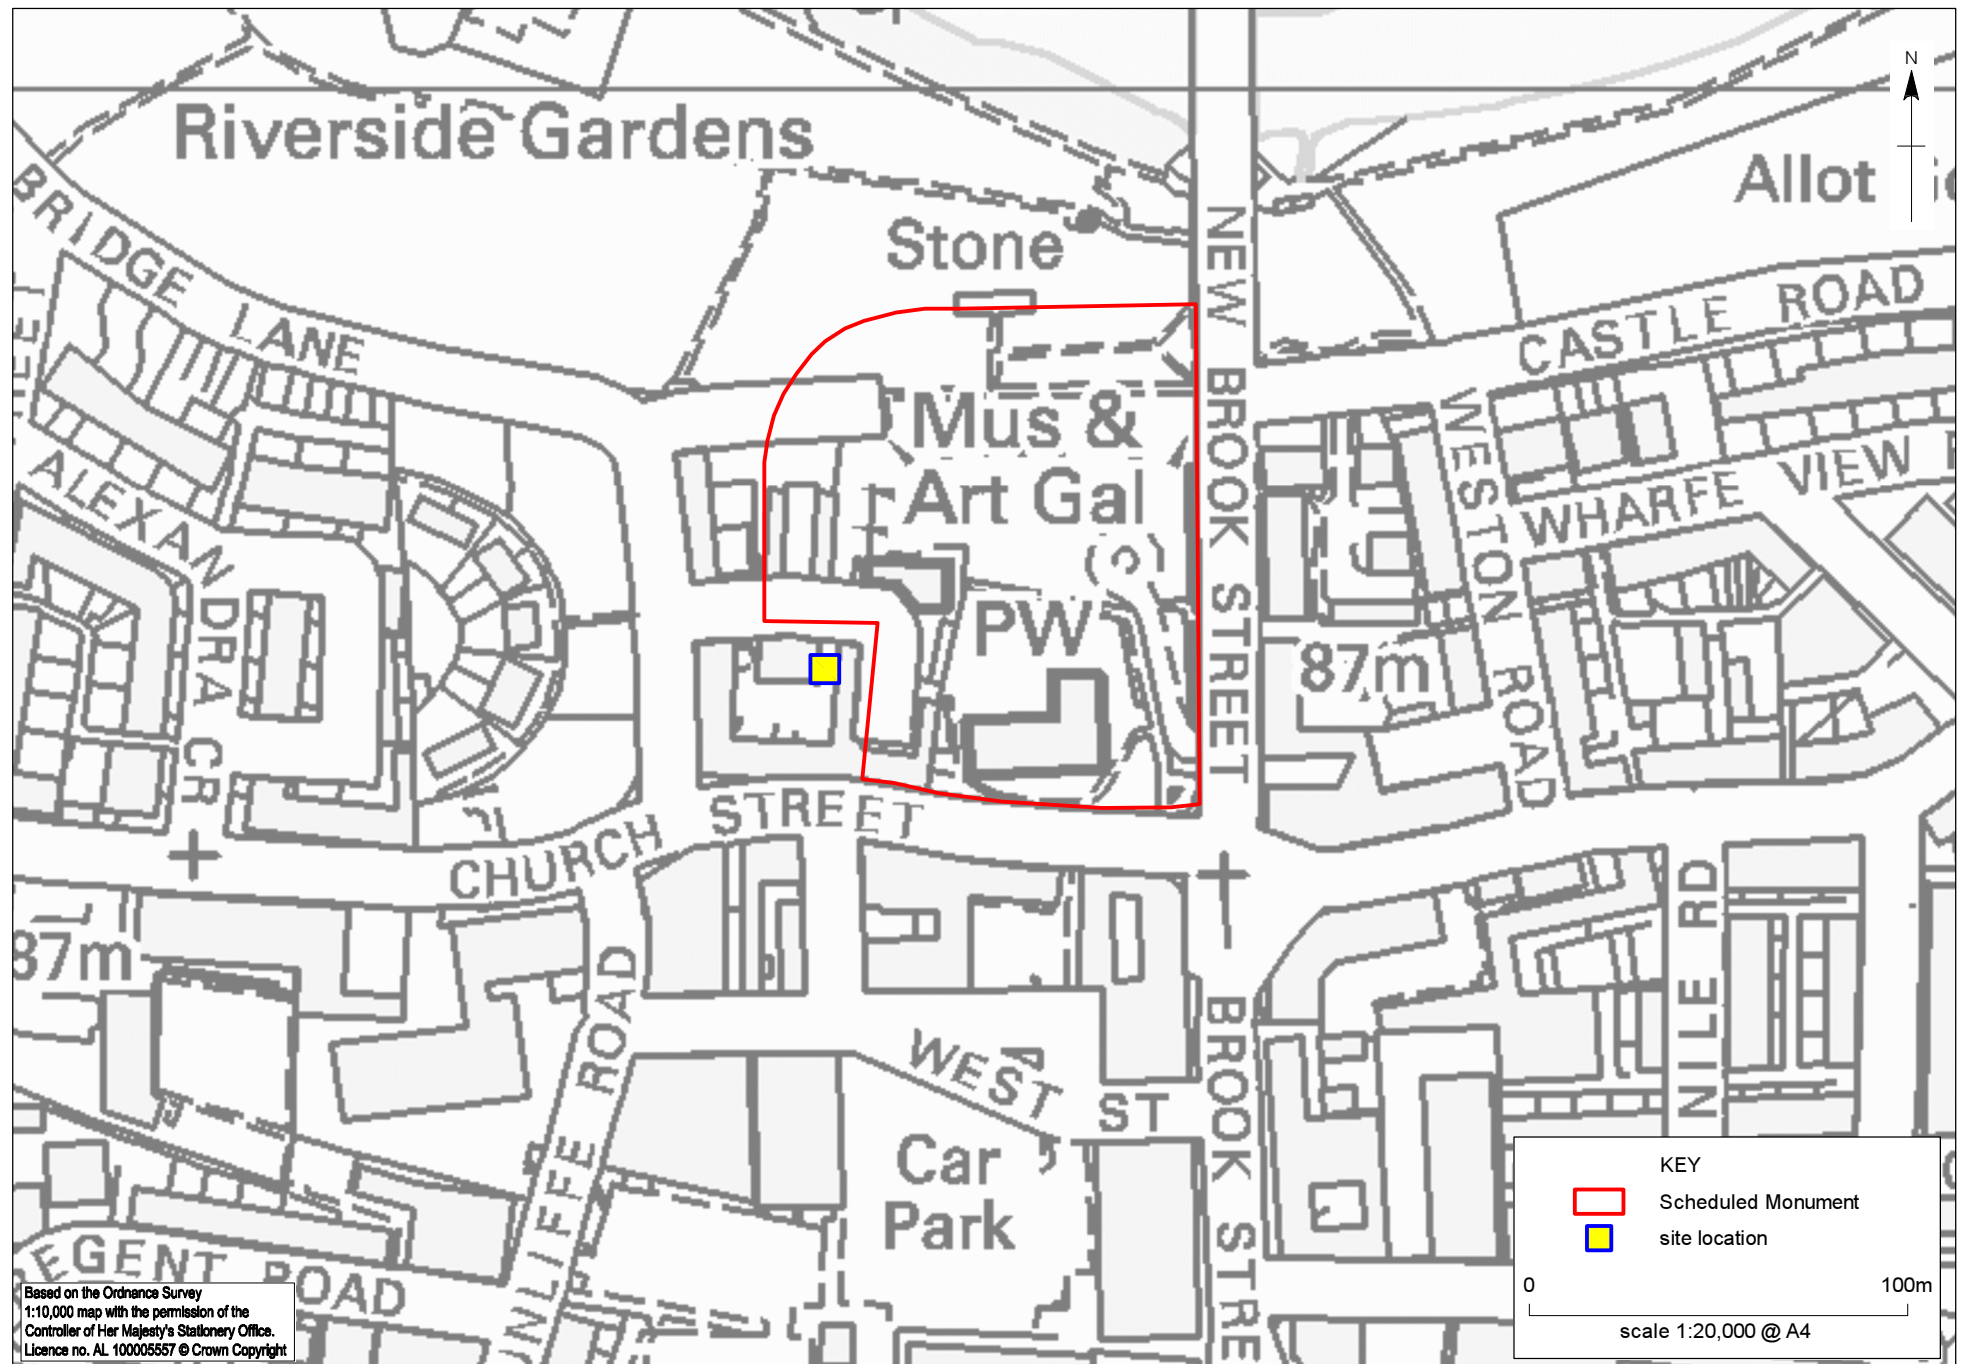 N
Riverside Gardens
Allot
Stone
BRIDGE LANE
NEW BROOK STREET
CASTLE ROAD
Mus &
Art Gal
WESTON ROAD
WHARFE VIEW
ALEXANDRA CR
PW
87m
CHURCH STREET
87m
CUNLIFFE ROAD
NILE RD
WEST ST
BROOK STRE
Car
Park
EGENT ROAD
KEY
Scheduled Monument
site location
0 100m
scale 1:20,000 @ A4
Based on the Ordnance Survey
1:10,000 map with the permission of the
Controller of Her Majesty's Stationery Office.
Licence no. AL 100005557 © Crown Copyright